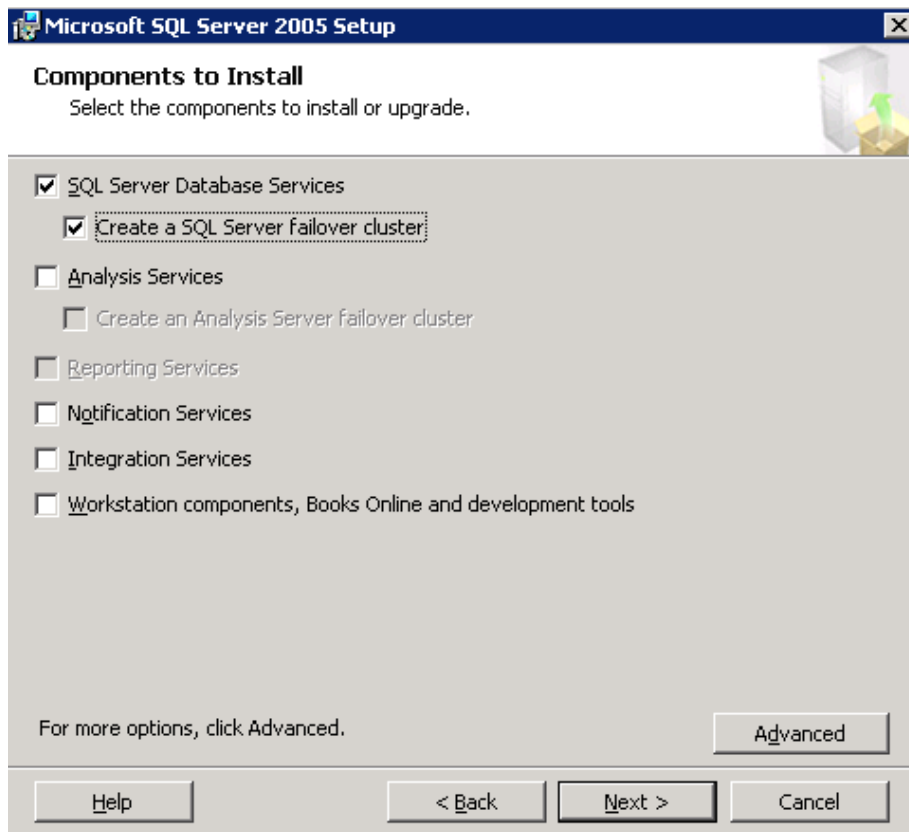 Microsoft SQL Server 2005 Setup
Components to Install
Select the components to install or upgrade.
SQL Server Database Services
Create a SQL Server failover cluster
Analysis Services
Create an Analysis Server failover cluster
Reporting Services
Notification Services
Integration Services
Workstation components, Books Online and development tools
For more options, click Advanced.
Advanced
Help
< Back
Next >
Cancel